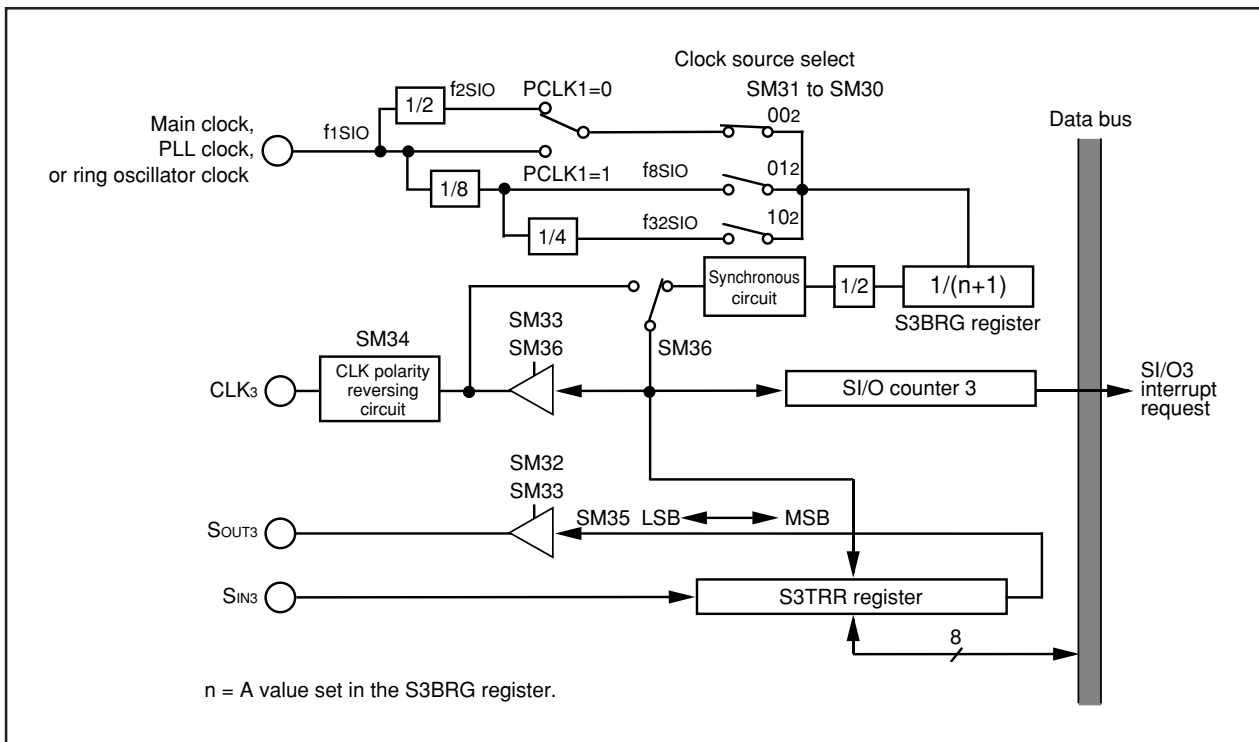 Clock source select
SM31 to SM30
Main clock,
PLL clock,
or ring oscillator clock
f1SIO
1/2
f2SIO
PCLK1=0
002
PCLK1=1
1/8
f8SIO
012
1/4
f32SIO
102
Data bus
Synchronous
circuit
1/2
1/(n+1)
S3BRG register
SM33
SM36
SM36
SM34
CLK3
CLK polarity
reversing
circuit
SI/O counter 3
SI/O3
interrupt
request
SM32
SM33
SM35 LSB MSB
SOUT3
SIN3
S3TRR register
8
n = A value set in the S3BRG register.